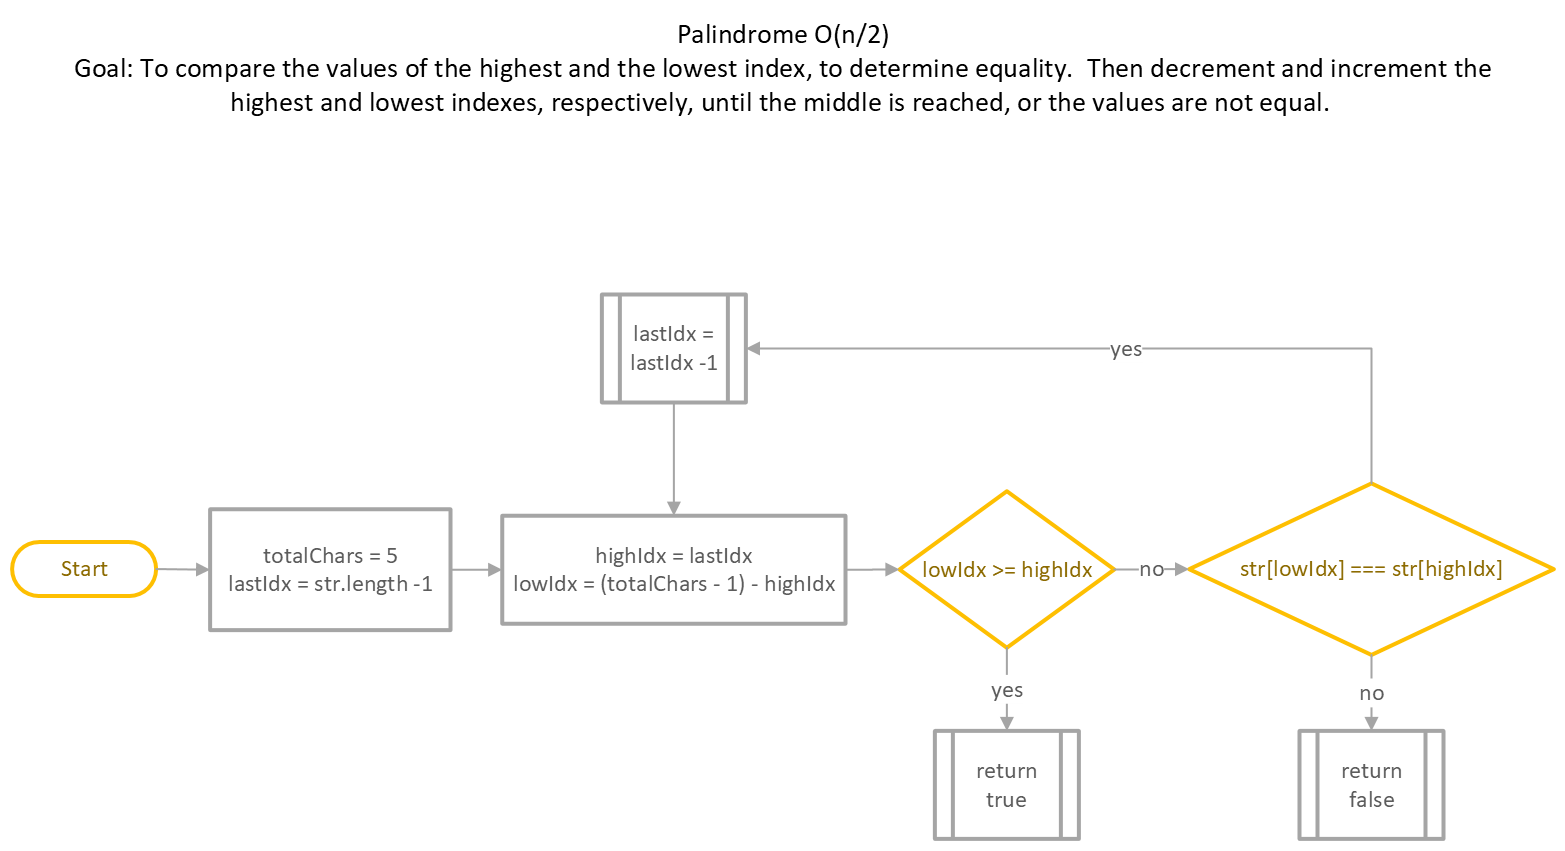 Palindrome O(n/2)
Goal: To compare the values of the highest and the lowest index, to determine equality.  Then decrement and increment the
highest and lowest indexes, respectively, until the middle is reached, or the values are not equal.
lastIdx =
lastIdx -1
yes
Start
totalChars = 5
lastIdx = str.length -1
highIdx = lastIdx
lowIdx = (totalChars - 1) - highIdx
lowIdx >= highIdx
no
str[lowIdx] === str[highIdx]
yes
no
return
true
return
false